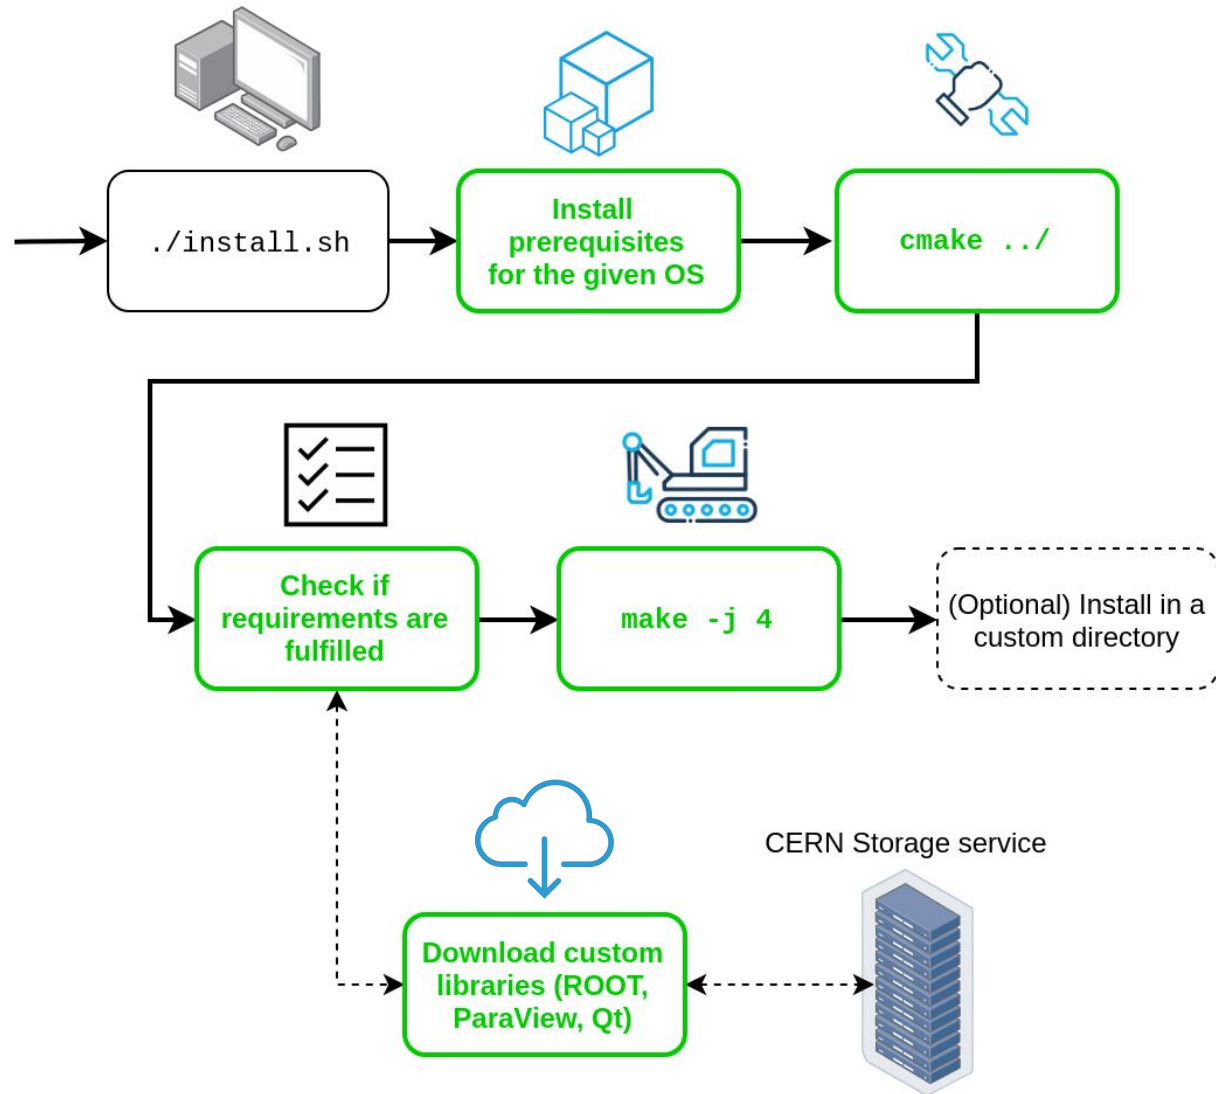 ./install.sh
Install
prerequisites
for the given OS
cmake ../
Check if
requirements are
fulfilled
make -j 4
(Optional) Install in a
custom directory
CERN Storage service
Download custom
libraries (ROOT,
ParaView, Qt)